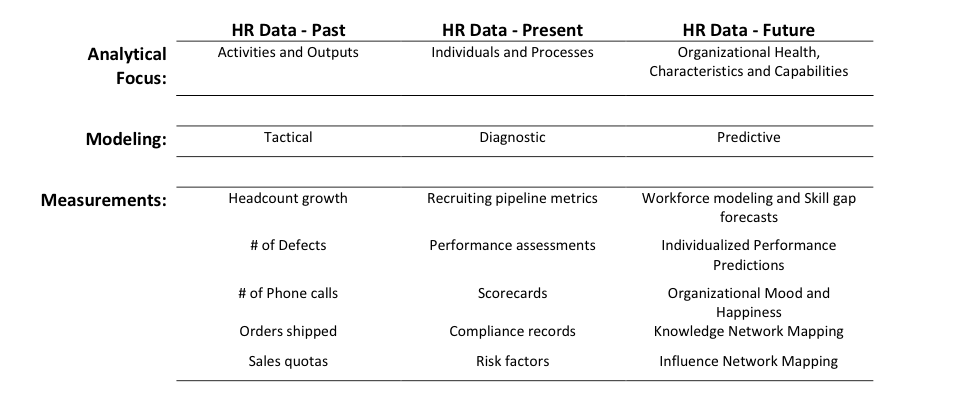 HR Data - Past HR Data - Present HR Data - Future
Analytical Activities and Outputs Individuals and Processes Organizational Health,
Focus: Characteristics and Capabilities
Modeling: Tactical Diagnostic Predictive
Measurements: Headcount growth Recruiting pipeline metrics Workforce modeling and Skill gap
forecasts
# of Defects Performance assessments Individualized Performance
Predictions
# of Phone calls Scorecards Organizational Mood and
Happiness
Orders shipped Compliance records Knowledge Network Mapping
Sales quotas Risk factors Influence Network Mapping